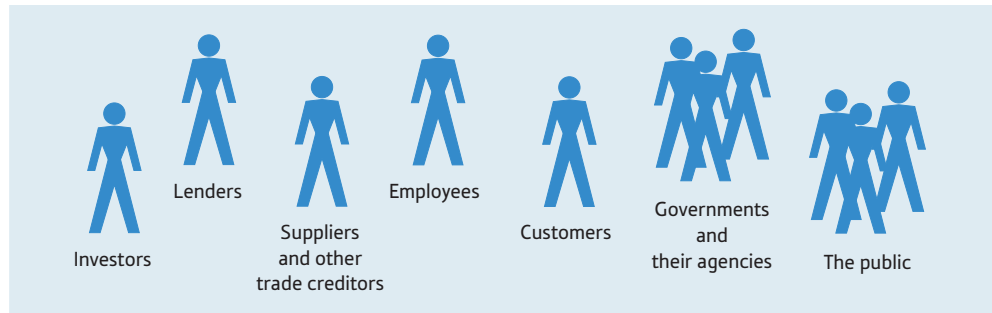 Investors
Lenders
Suppliers
and other
trade creditors
Employees
Customers
Governments
and
their agencies
The public